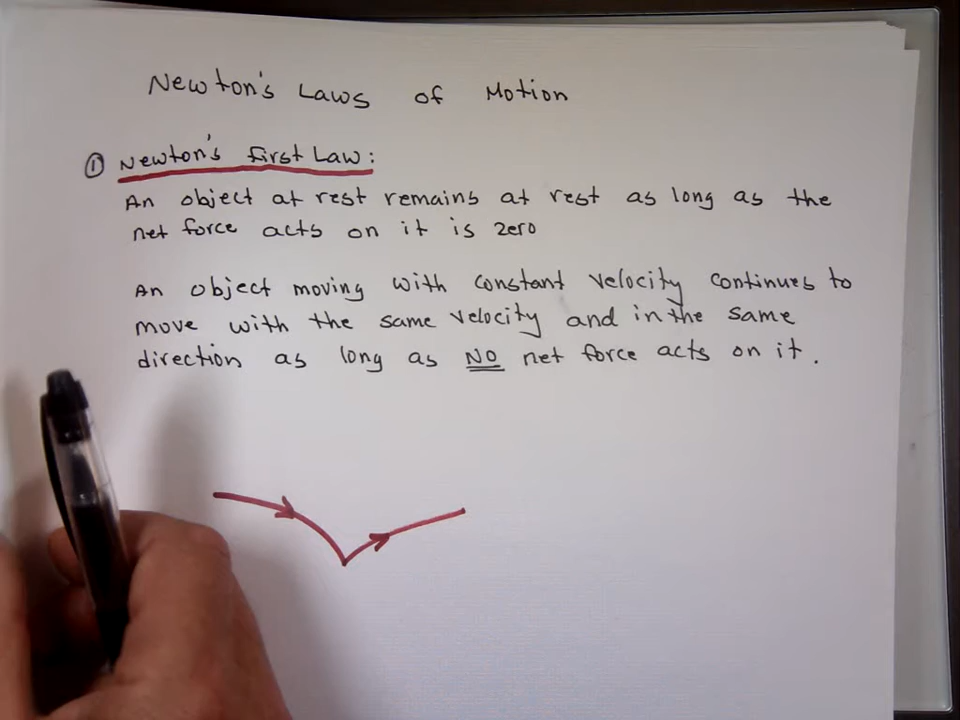 Newton's Laws of Motion
① Newton's First Law:
An object at rest remains at rest as long as the
net force acts on it is zero
An object moving with constant velocity continues to
move with the same velocity and in the same
direction as long as NO net force acts on it.